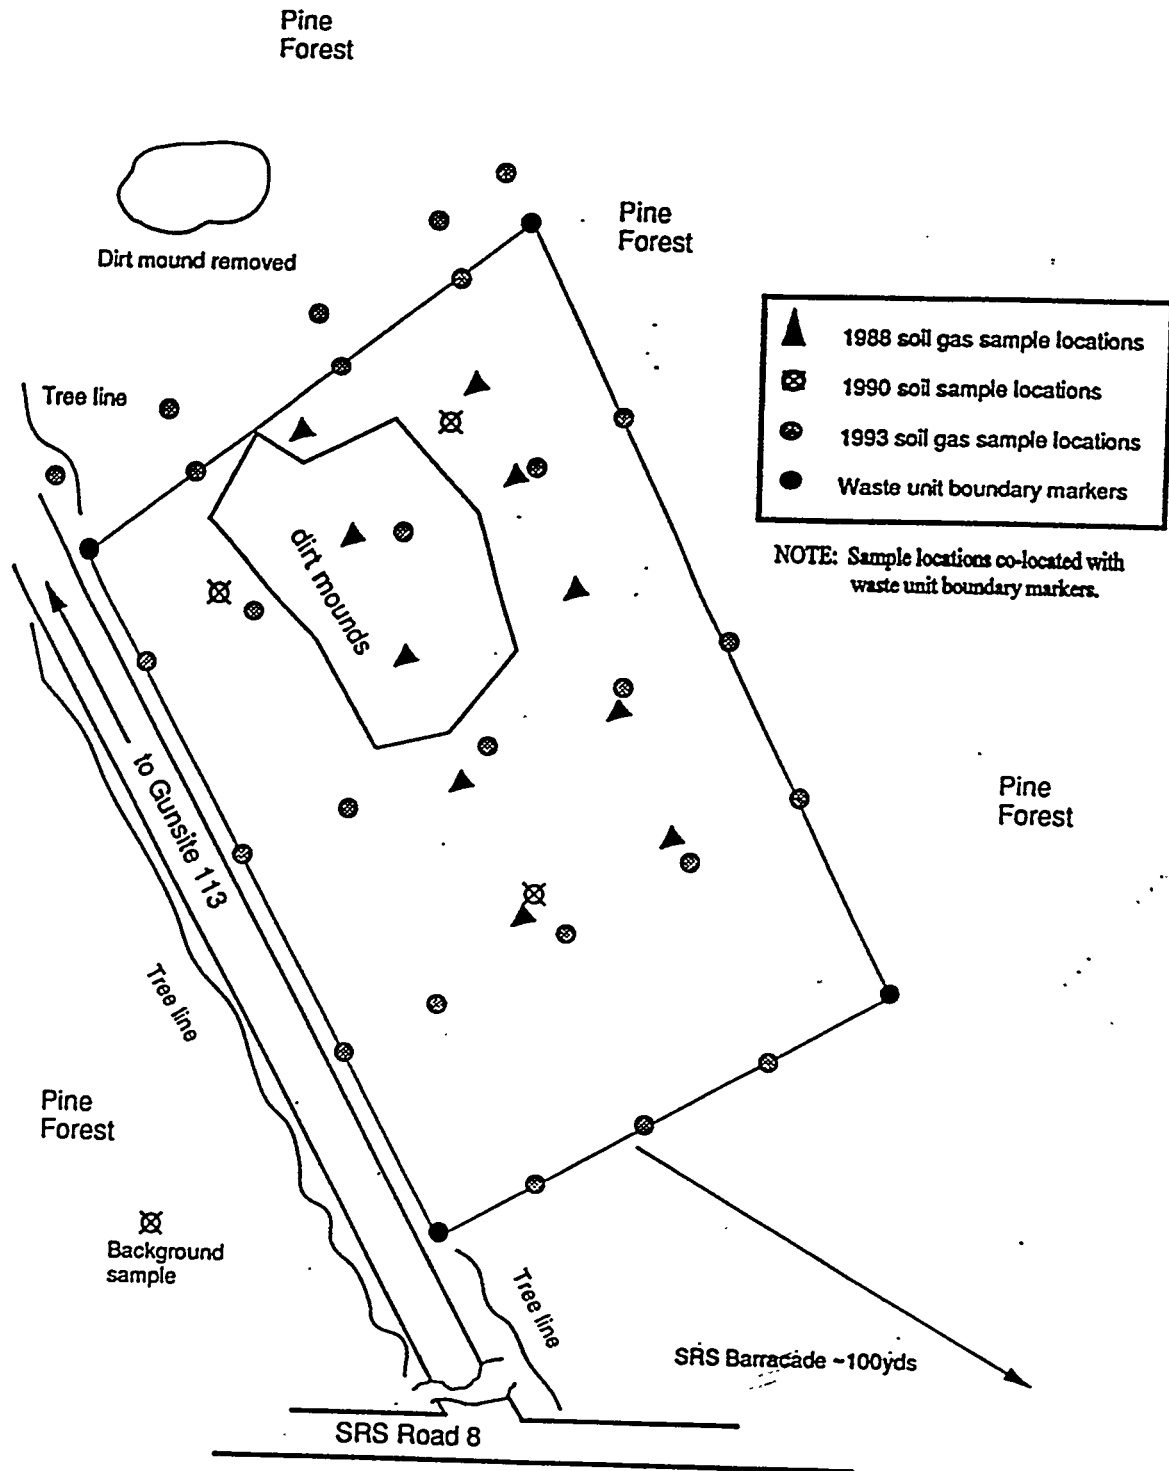 Pine
Forest
Dirt mound removed
Pine
Forest
1988 soil gas sample locations
1990 soil sample locations
1993 soil gas sample locations
Waste unit boundary markers
NOTE: Sample locations co-located with
waste unit boundary markers.
Tree line
dirt mounds
to Gunsite 113
Pine
Forest
Tree line
Pine
Forest
Background
sample
Tree line
SRS Barracade ~100yds
SRS Road 8